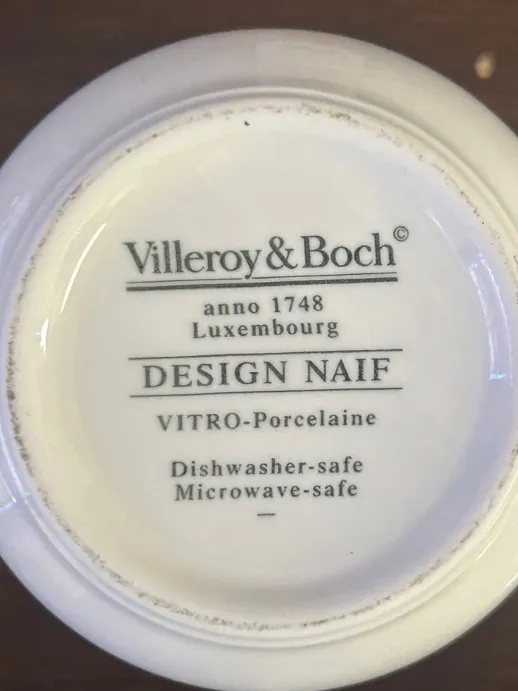 Villeroy & Boch©
anno 1748
Luxembourg
DESIGN NAIF
VITRO-Porcelaine
Dishwasher-safe
Microwave-safe
—